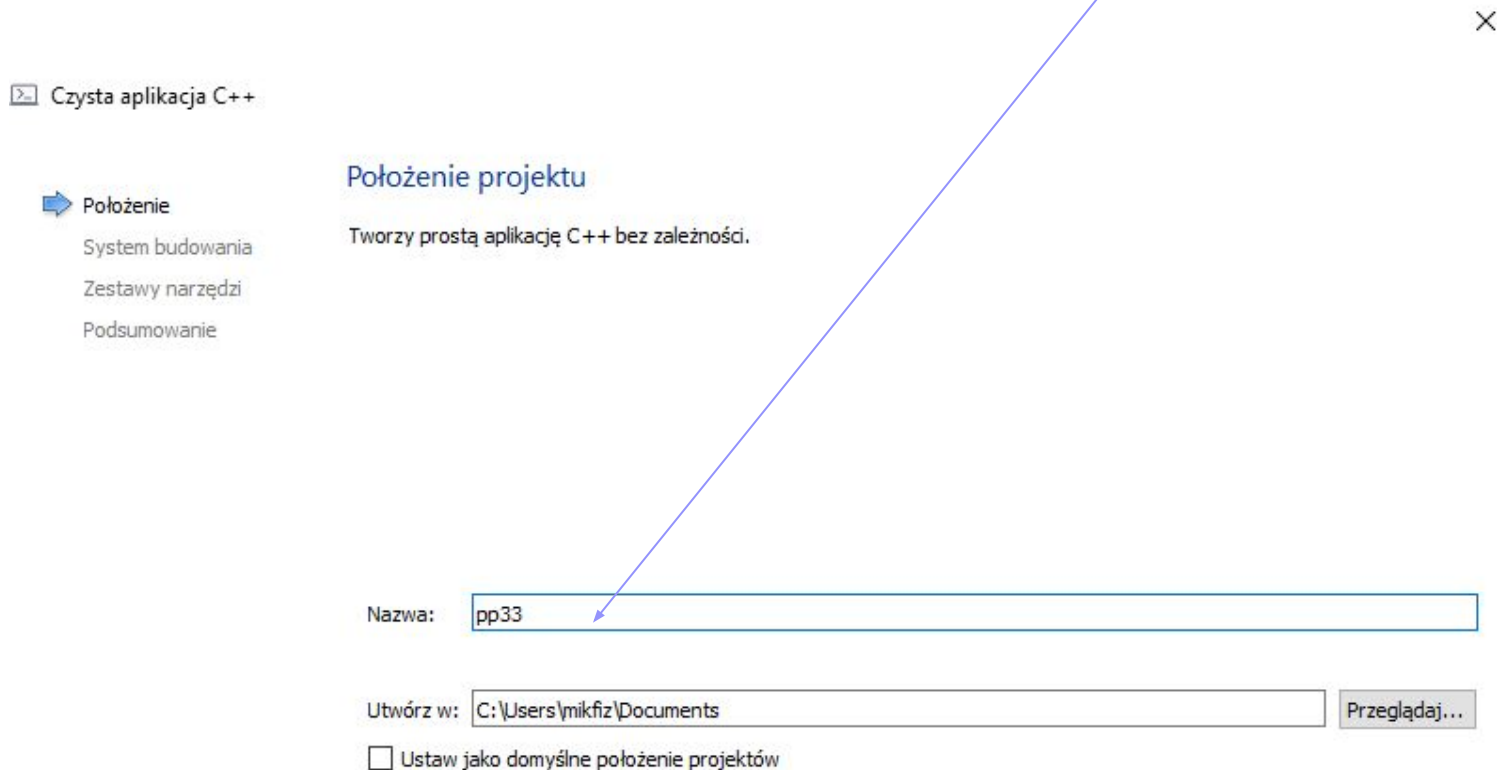 Czysta aplikacja C++
Położenie
System budowania
Zestawy narzędzi
Podsumowanie
Położenie projektu
Tworzy prostą aplikację C++ bez zależności.
Nazwa: pp33
Utwórz w: C:\Users\mikfiz\Documents Przeglądaj...
Ustaw jako domyślne położenie projektów